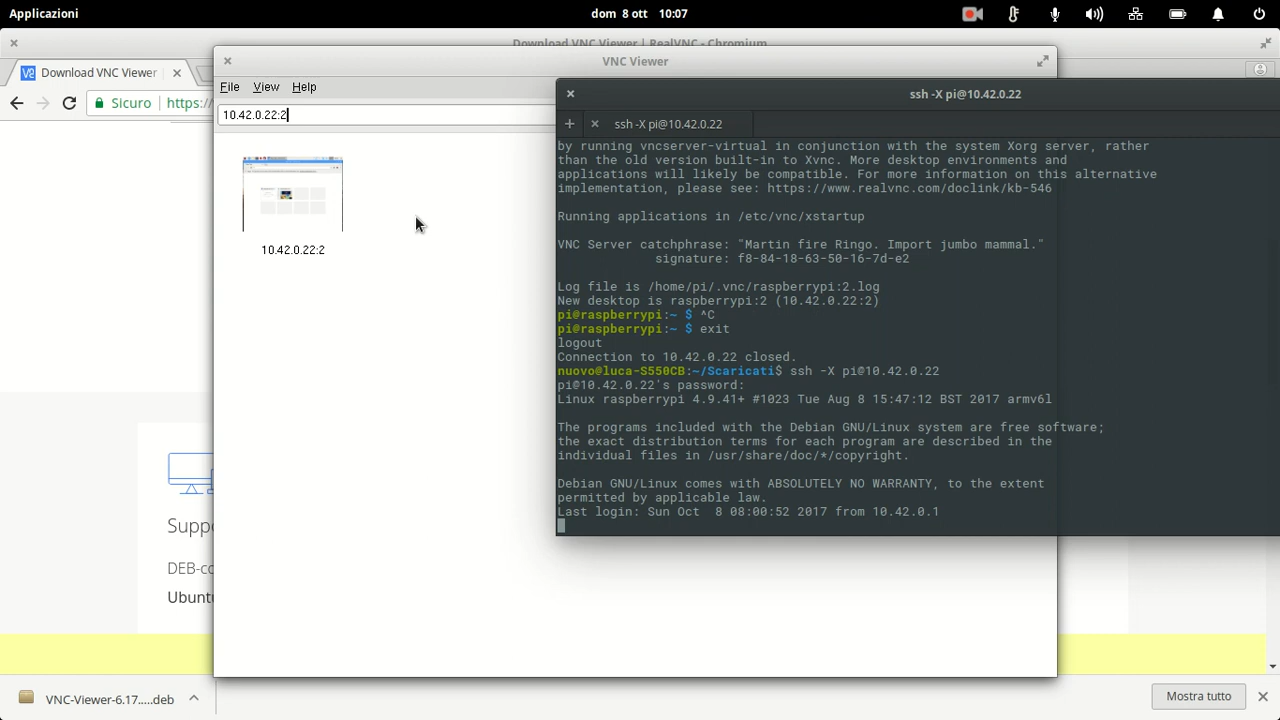 Applicazioni
dom 8 ott 10:07
Download VNC Viewer | RealVNC - Chromium
Download VNC Viewer
Sicuro
https:/
VNC Viewer
File View Help
10.42.0.22:2
10.42.0.22:2
ssh -X pi@10.42.0.22
ssh -X pi@10.42.0.22
by running vncserver-virtual in conjunction with the system Xorg server, rather
than the old version built-in to Xvnc. More desktop environments and
applications will likely be compatible. For more information on this alternative
implementation, please see: https://www.realvnc.com/doclink/kb-546
Running applications in /etc/vnc/xstartup
VNC Server catchphrase: "Martin fire Ringo. Import jumbo mammal."
signature: f8-84-18-63-50-16-7d-e2
Log file is /home/pi/.vnc/raspberrypi:2.log
New desktop is raspberrypi:2 (10.42.0.22:2)
pi@raspberrypi:~ $ ^C
pi@raspberrypi:~ $ exit
logout
Connection to 10.42.0.22 closed.
nuovo@luca-S550CB:~/Scaricati$ ssh -X pi@10.42.0.22
pi@10.42.0.22's password:
Linux raspberrypi 4.9.41+ #1023 Tue Aug 8 15:47:12 BST 2017 armv6l
The programs included with the Debian GNU/Linux system are free software;
the exact distribution terms for each program are described in the
individual files in /usr/share/doc/*/copyright.
Debian GNU/Linux comes with ABSOLUTELY NO WARRANTY, to the extent
permitted by applicable law.
Last login: Sun Oct  8 08:00:52 2017 from 10.42.0.1
Supp
DEB-co
Ubunt
VNC-Viewer-6.17.....deb
Mostra tutto